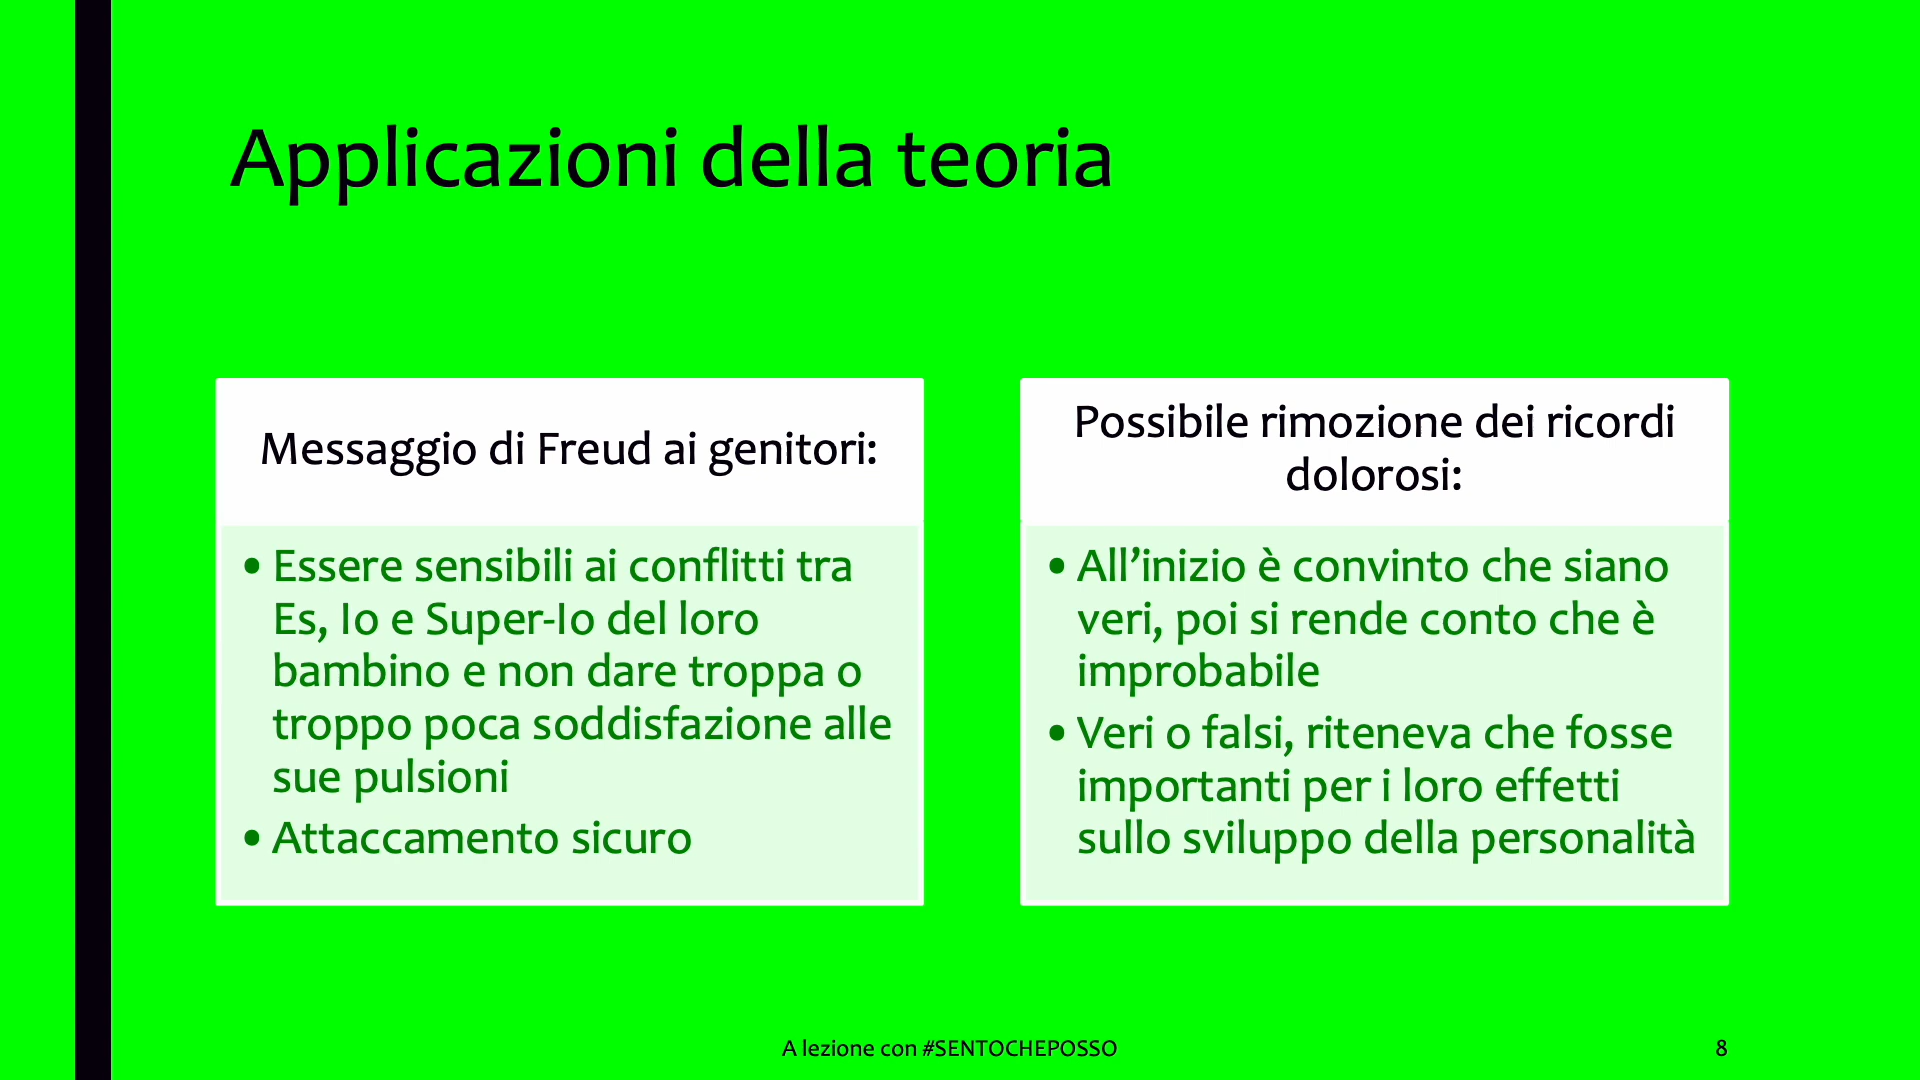 Applicazioni della teoria
Messaggio di Freud ai genitori:
• Essere sensibili ai conflitti tra
Es, Io e Super-Io del loro
bambino e non dare troppa o
troppo poca soddisfazione alle
sue pulsioni
• Attaccamento sicuro
Possibile rimozione dei ricordi
dolorosi:
• All’inizio è convinto che siano
veri, poi si rende conto che è
improbabile
• Veri o falsi, riteneva che fosse
importanti per i loro effetti
sullo sviluppo della personalità
A lezione con #SENTOCHEPOSSO
8